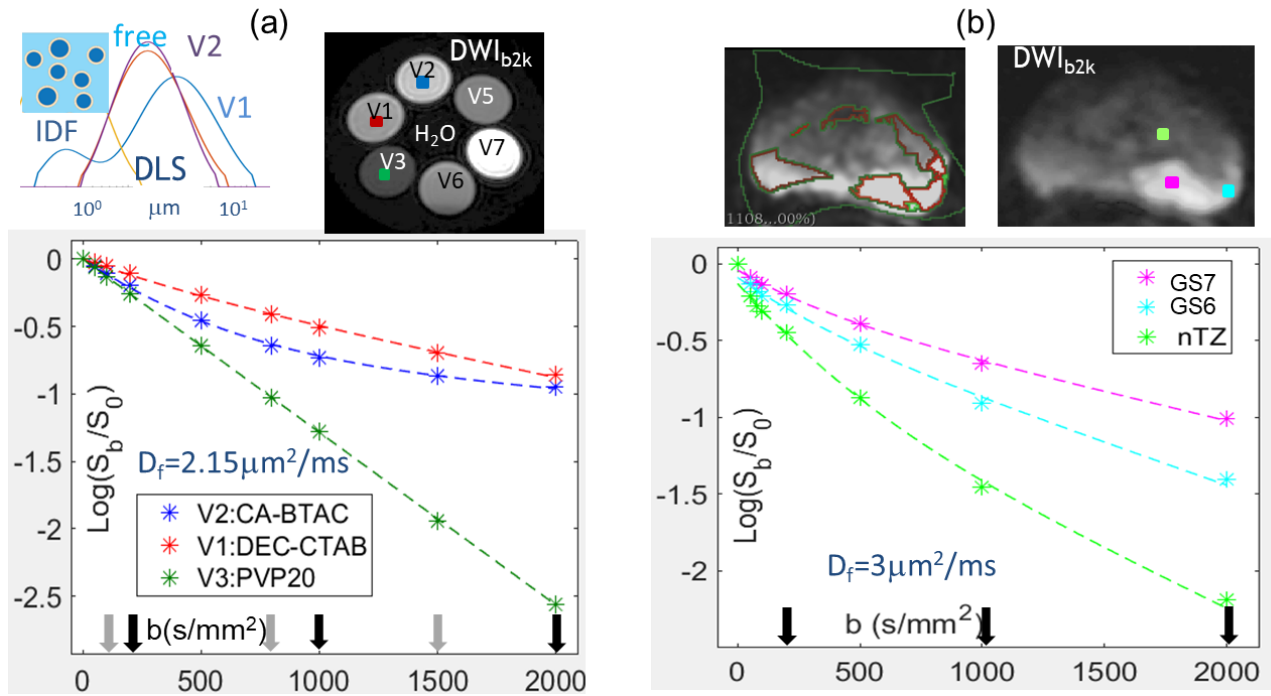 (a)
free
V2
V1
IDF
DLS
10⁰ μm 10¹
DWI_b2k
V2
V1
V5
H₂O
V3
V7
V6
0
-0.5
-1
-1.5
-2
-2.5
Log(S_b/S_0)
D_f=2.15μm²/ms
V2:CA-BTAC
V1:DEC-CTAB
V3:PVP20
b(s/mm²)
0 500 1000 1500 2000
(b)
1108...00%)
DWI_b2k
0
-0.5
-1
-1.5
-2
Log(S_b/S_0)
GS7
GS6
nTZ
D_f=3μm²/ms
b (s/mm²)
0 500 1000 1500 2000